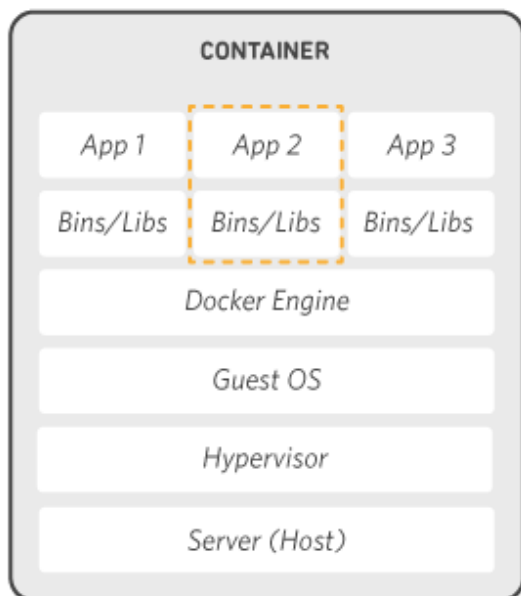 CONTAINER
App 1 App 2 App 3
Bins/Libs Bins/Libs Bins/Libs
Docker Engine
Guest OS
Hypervisor
Server (Host)